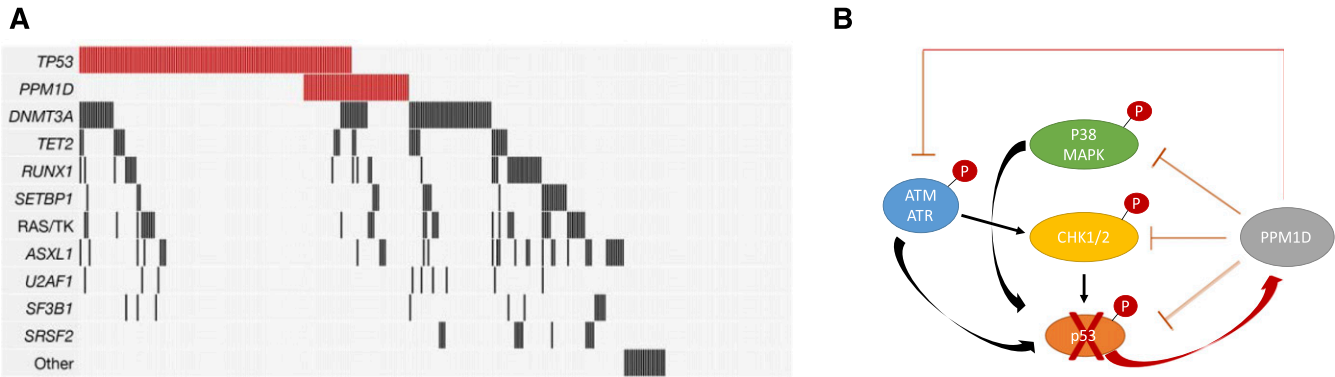 A
TP53
PPM1D
DNMT3A
TET2
RUNX1
SETBP1
RAS/TK
ASXL1
U2AF1
SF3B1
SRSF2
Other
B
P
P38
MAPK
P
ATM
ATR
P
CHK1/2
PPM1D
P
p53